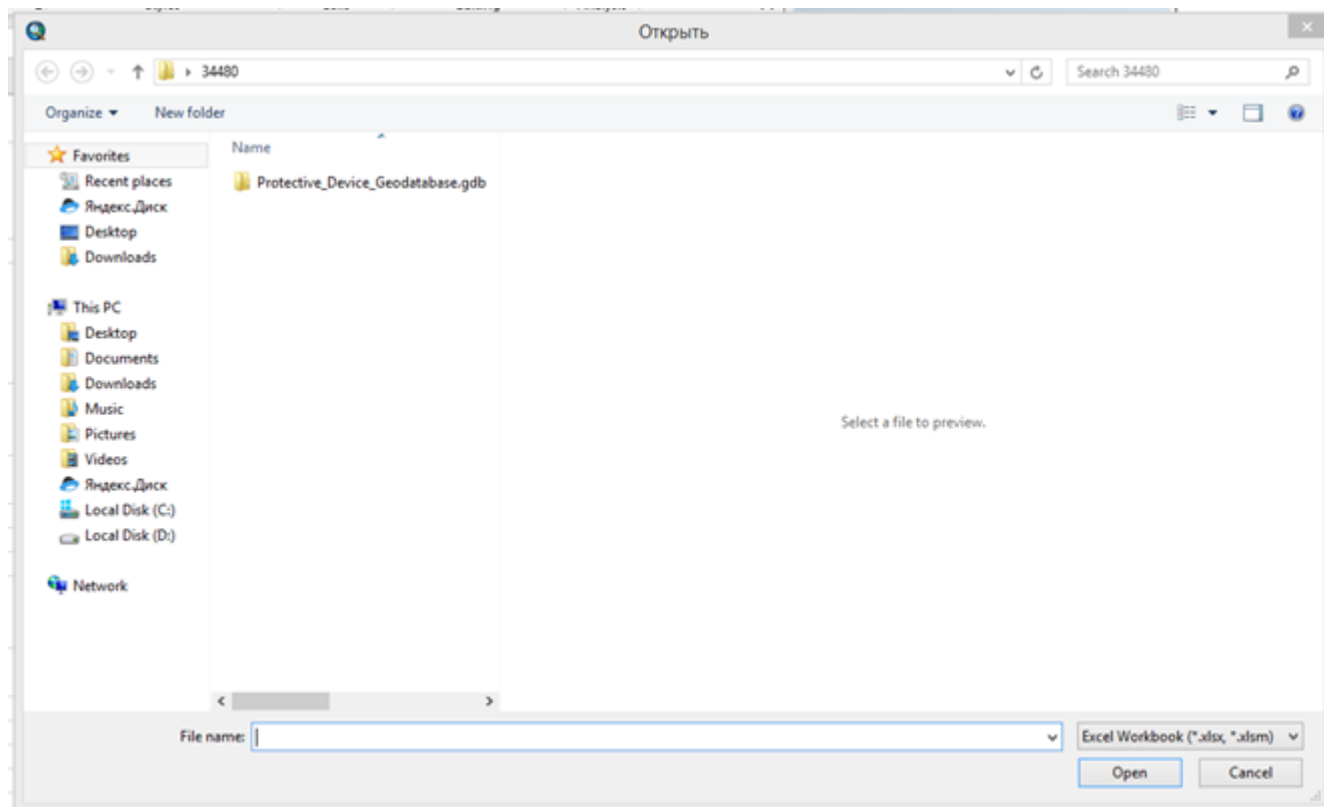 Открыть
34480
Search 34480
Organize
New folder
Favorites
Recent places
Яндекс.Диск
Desktop
Downloads
This PC
Desktop
Documents
Downloads
Music
Pictures
Videos
Яндекс.Диск
Local Disk (C:)
Local Disk (D:)
Network
Name
Protective_Device_Geodatabase.gdb
Select a file to preview.
File name:
Excel Workbook (*.xlsx, *.xlsm)
Open
Cancel